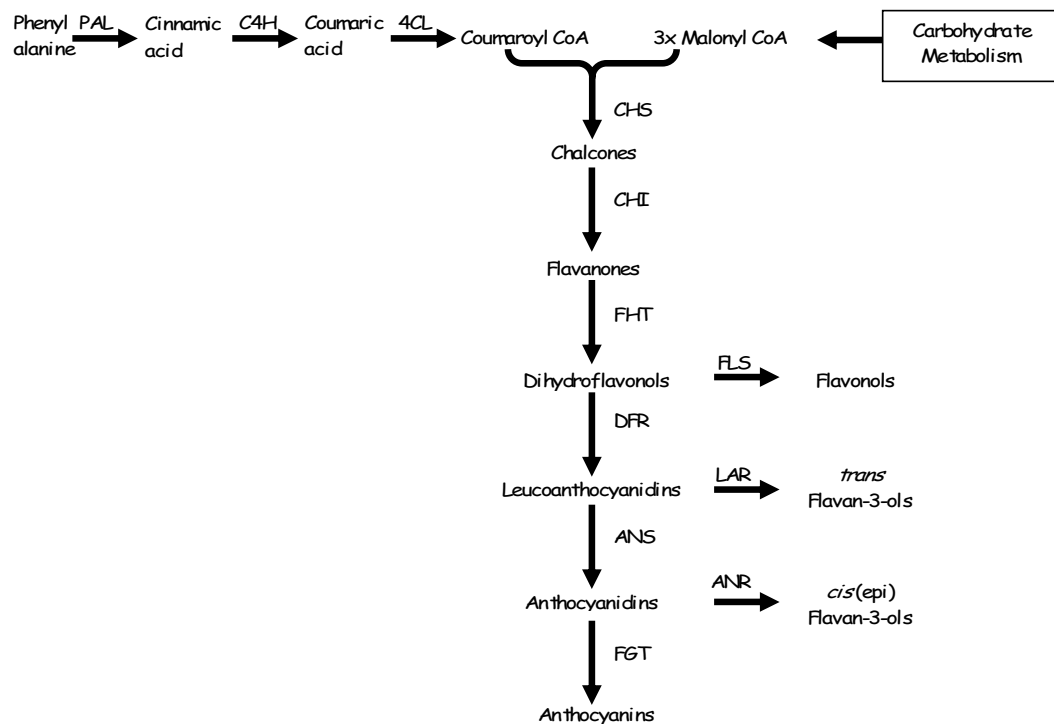 Phenyl
alanine
PAL
Cinnamic
acid
C4H
Coumaric
acid
4CL
Coumaroyl CoA
3x Malonyl CoA
Carbohydrate
Metabolism
CHS
Chalcones
CHI
Flavanones
FHT
Dihydroflavonols
FLS
Flavonols
DFR
Leucoanthocyanidins
LAR
trans
Flavan-3-ols
ANS
Anthocyanidins
ANR
cis(epi)
Flavan-3-ols
FGT
Anthocyanins